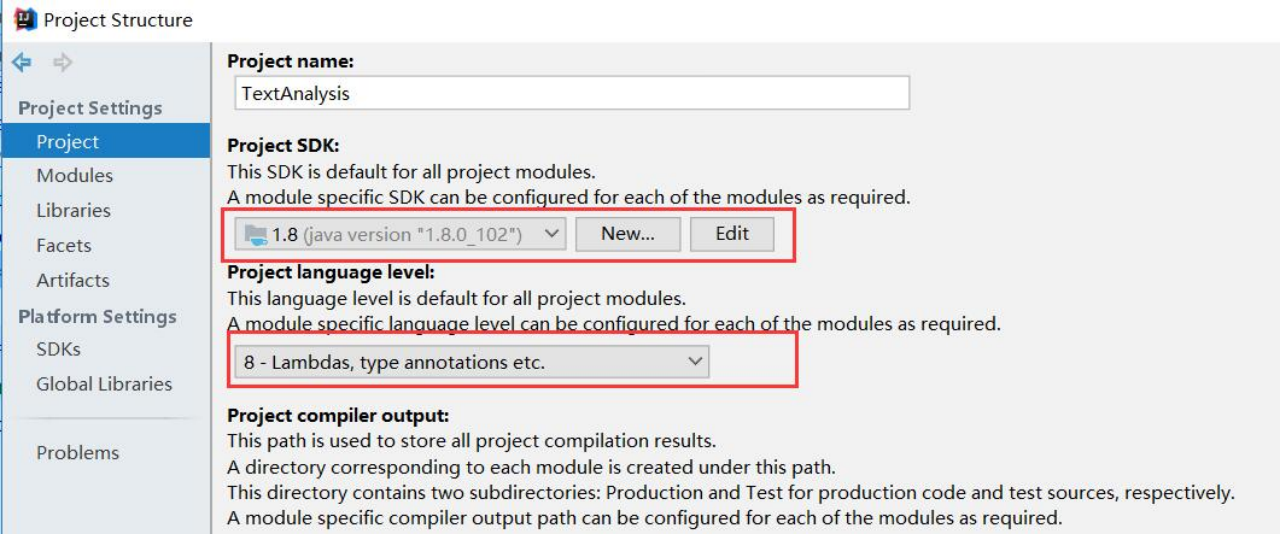 Project Structure
Project name:
Project Settings
TextAnalysis
Project
Project SDK:
Modules
This SDK is default for all project modules.
A module specific SDK can be configured for each of the modules as required.
Libraries
1.8 (java version "1.8.0_102")
New...
Edit
Facets
Project language level:
Artifacts
This language level is default for all project modules.
Platform Settings
A module specific language level can be configured for each of the modules as required.
SDKs
8 - Lambdas, type annotations etc.
Global Libraries
Project compiler output:
This path is used to store all project compilation results.
Problems
A directory corresponding to each module is created under this path.
This directory contains two subdirectories: Production and Test for production code and test sources, respectively.
A module specific compiler output path can be configured for each of the modules as required.